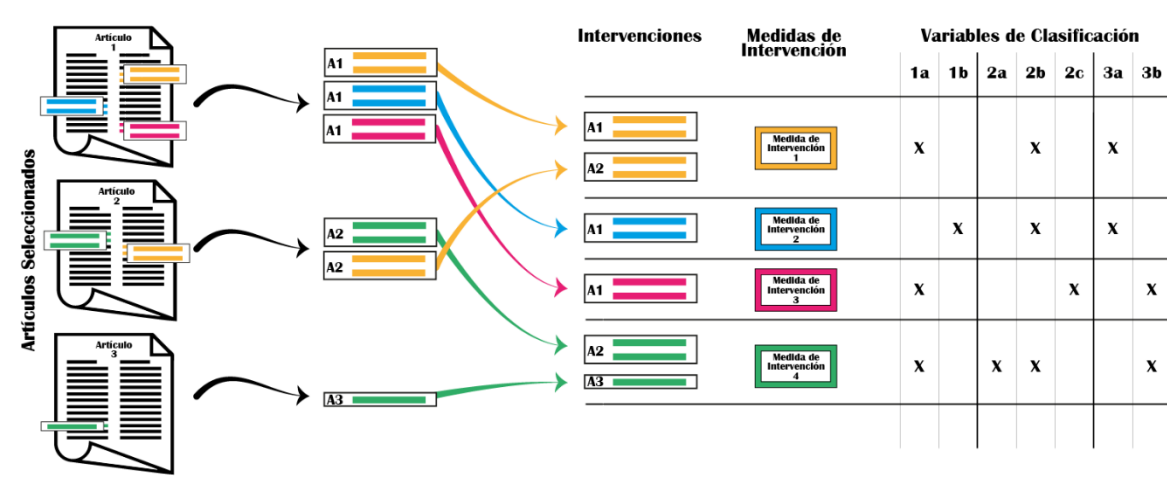 Artículos Seleccionados
Artículo
1
Artículo
2
Artículo
3
A1
A1
A1
A2
A2
A3
Intervenciones
Medidas de
Intervención
Variables de Clasificación
1a 1b 2a 2b 2c 3a 3b
A1
A2
Medida de
Intervención
1
X X X
A1
Medida de
Intervención
2
X X X
A1
Medida de
Intervención
3
X X X
A2
A3
Medida de
Intervención
4
X X X X